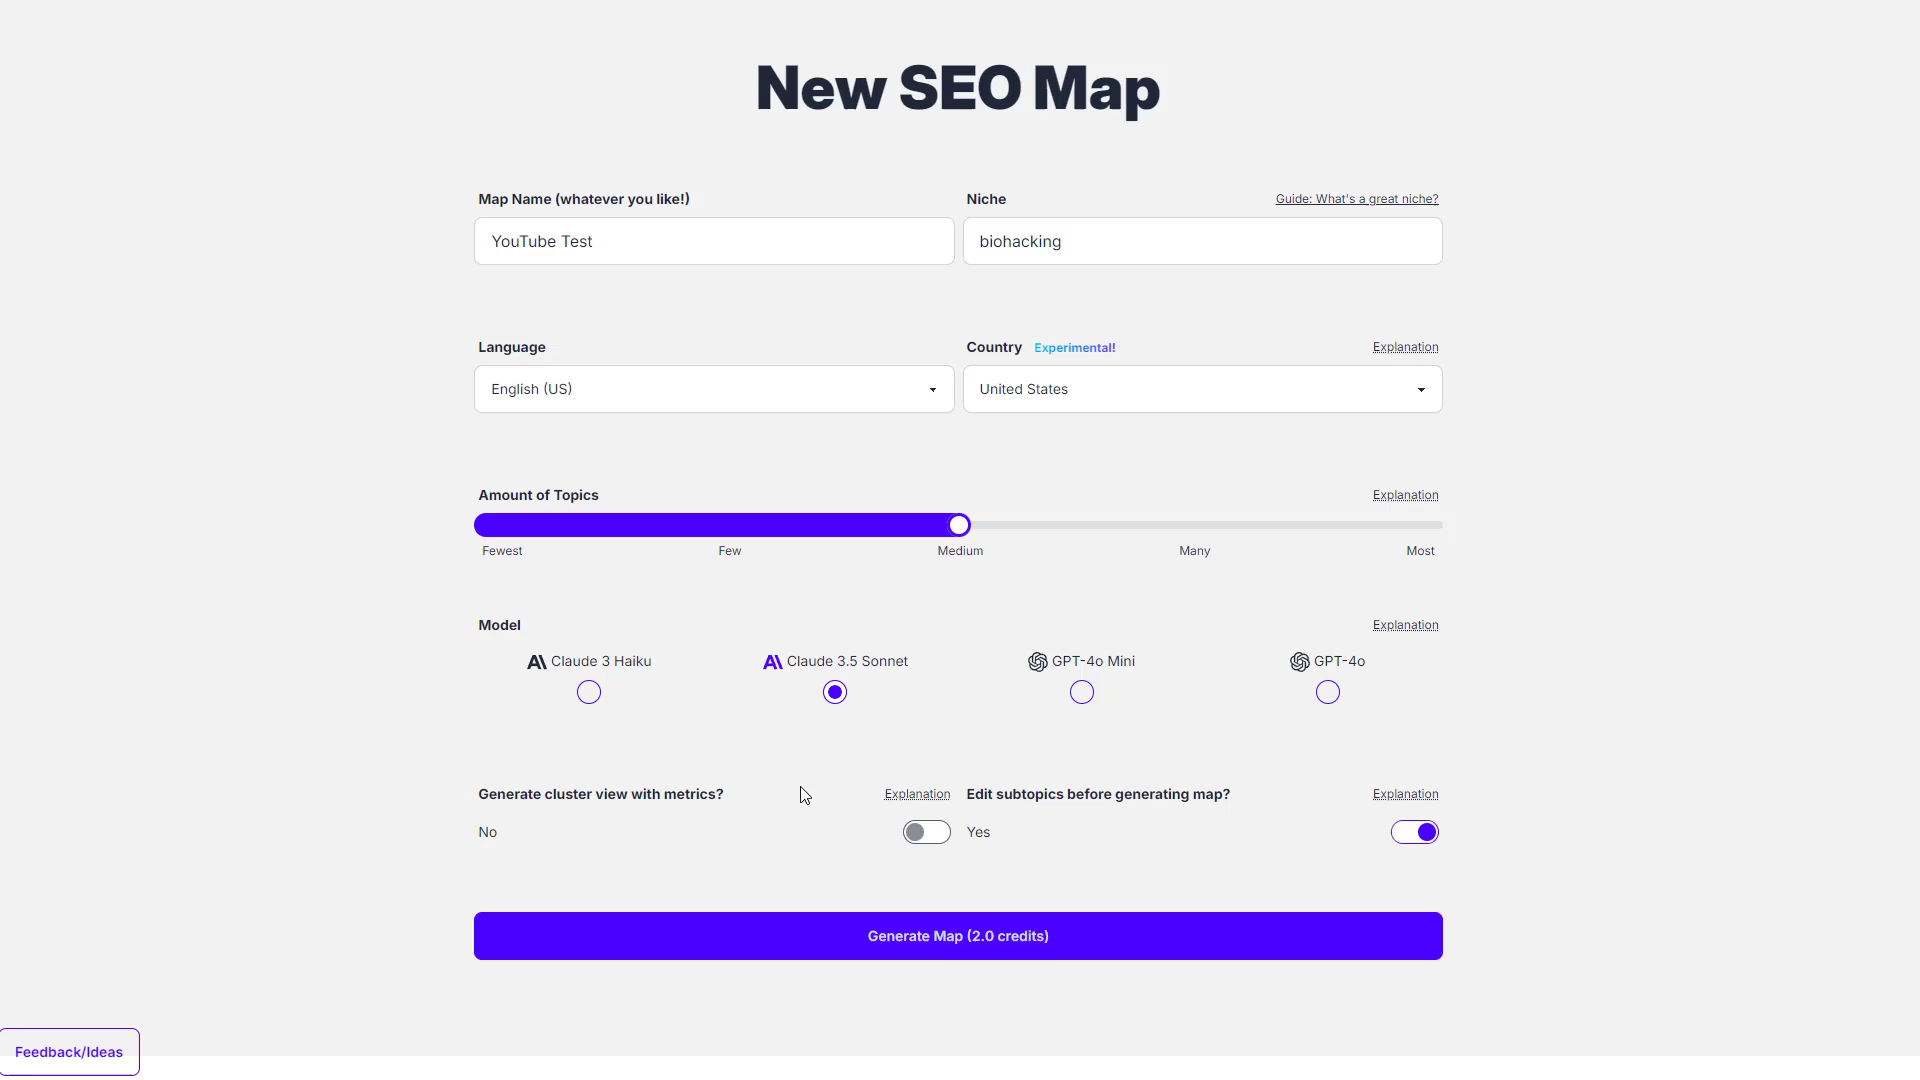 New SEO Map
Map Name (whatever you like!)
Niche
Guide: What's a great niche?
YouTube Test
biohacking
Language
Country
Experimental!
Explanation
English (US)
United States
Amount of Topics
Explanation
Fewest
Few
Medium
Many
Most
Model
Explanation
Claude 3 Haiku
Claude 3.5 Sonnet
GPT-4o Mini
GPT-4o
Generate cluster view with metrics?
Explanation
Edit subtopics before generating map?
Explanation
No
Yes
Generate Map (2.0 credits)
Feedback/Ideas